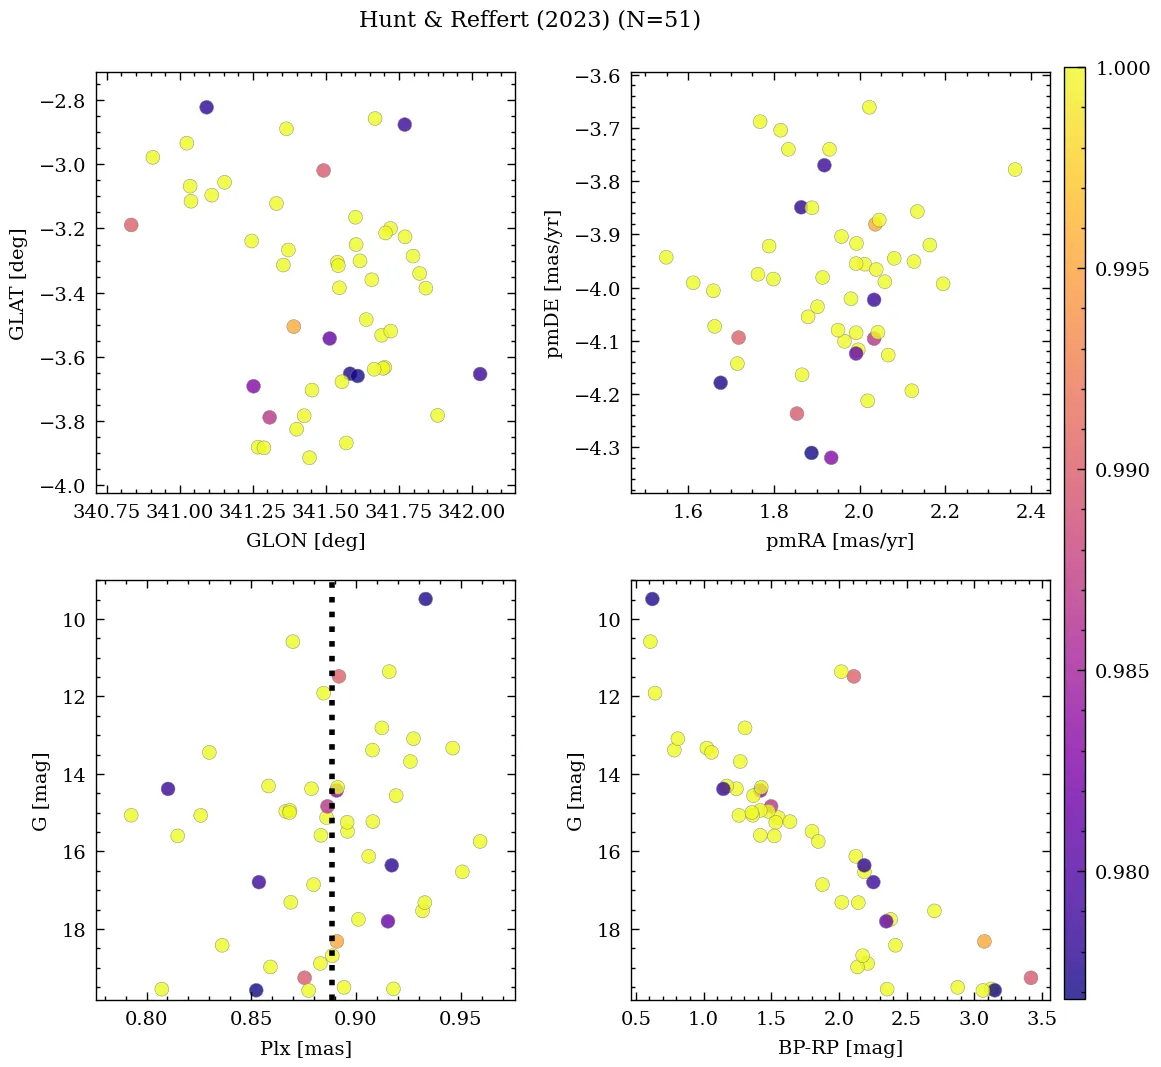 Hunt & Reffert (2023) (N=51)
−2.8
−3.0
−3.2
−3.4
−3.6
−3.8
−4.0
GLAT [deg]
340.75 341.00 341.25 341.50 341.75 342.00
GLON [deg]
−3.6
−3.7
−3.8
−3.9
−4.0
−4.1
−4.2
−4.3
pmDE [mas/yr]
1.6 1.8 2.0 2.2 2.4
pmRA [mas/yr]
10
12
14
16
18
G [mag]
0.80 0.85 0.90 0.95
Plx [mas]
10
12
14
16
18
G [mag]
0.5 1.0 1.5 2.0 2.5 3.0 3.5
BP-RP [mag]
1.000
0.995
0.990
0.985
0.980